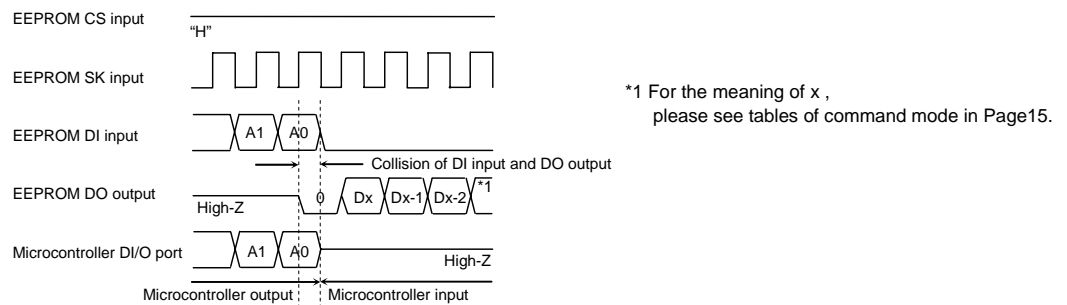 EEPROM CS input
“H”
EEPROM SK input
*1 For the meaning of x ,
please see tables of command mode in Page15.
EEPROM DI input
A1 A0
Collision of DI input and DO output
EEPROM DO output
High-Z
0 Dx Dx-1 Dx-2 *1
Microcontroller DI/O port
A1 A0
High-Z
Microcontroller output Microcontroller input